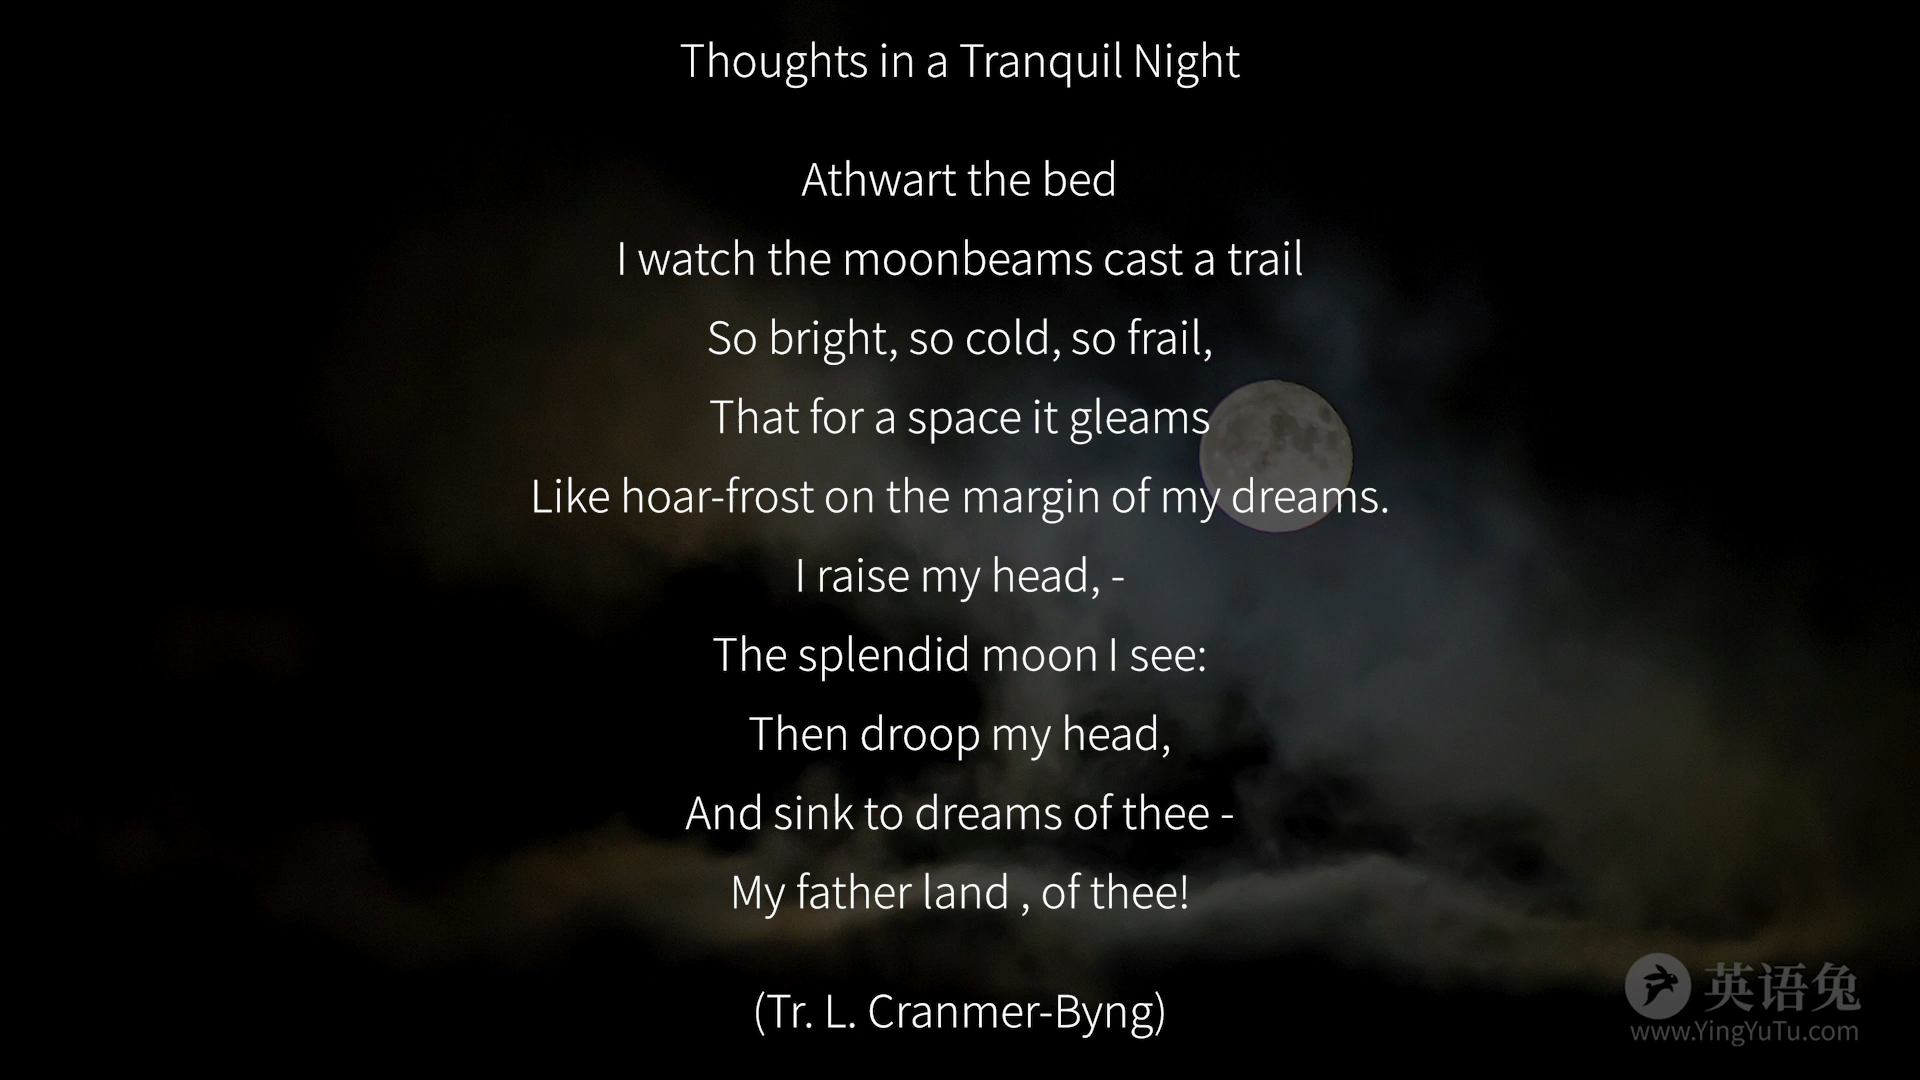 Thoughts in a Tranquil Night
Athwart the bed
I watch the moonbeams cast a trail
So bright, so cold, so frail,
That for a space it gleams
Like hoar-frost on the margin of my dreams.
I raise my head, -
The splendid moon I see:
Then droop my head,
And sink to dreams of thee -
My father land , of thee!
(Tr. L. Cranmer-Byng)
英语兔
www.YingYuTu.com